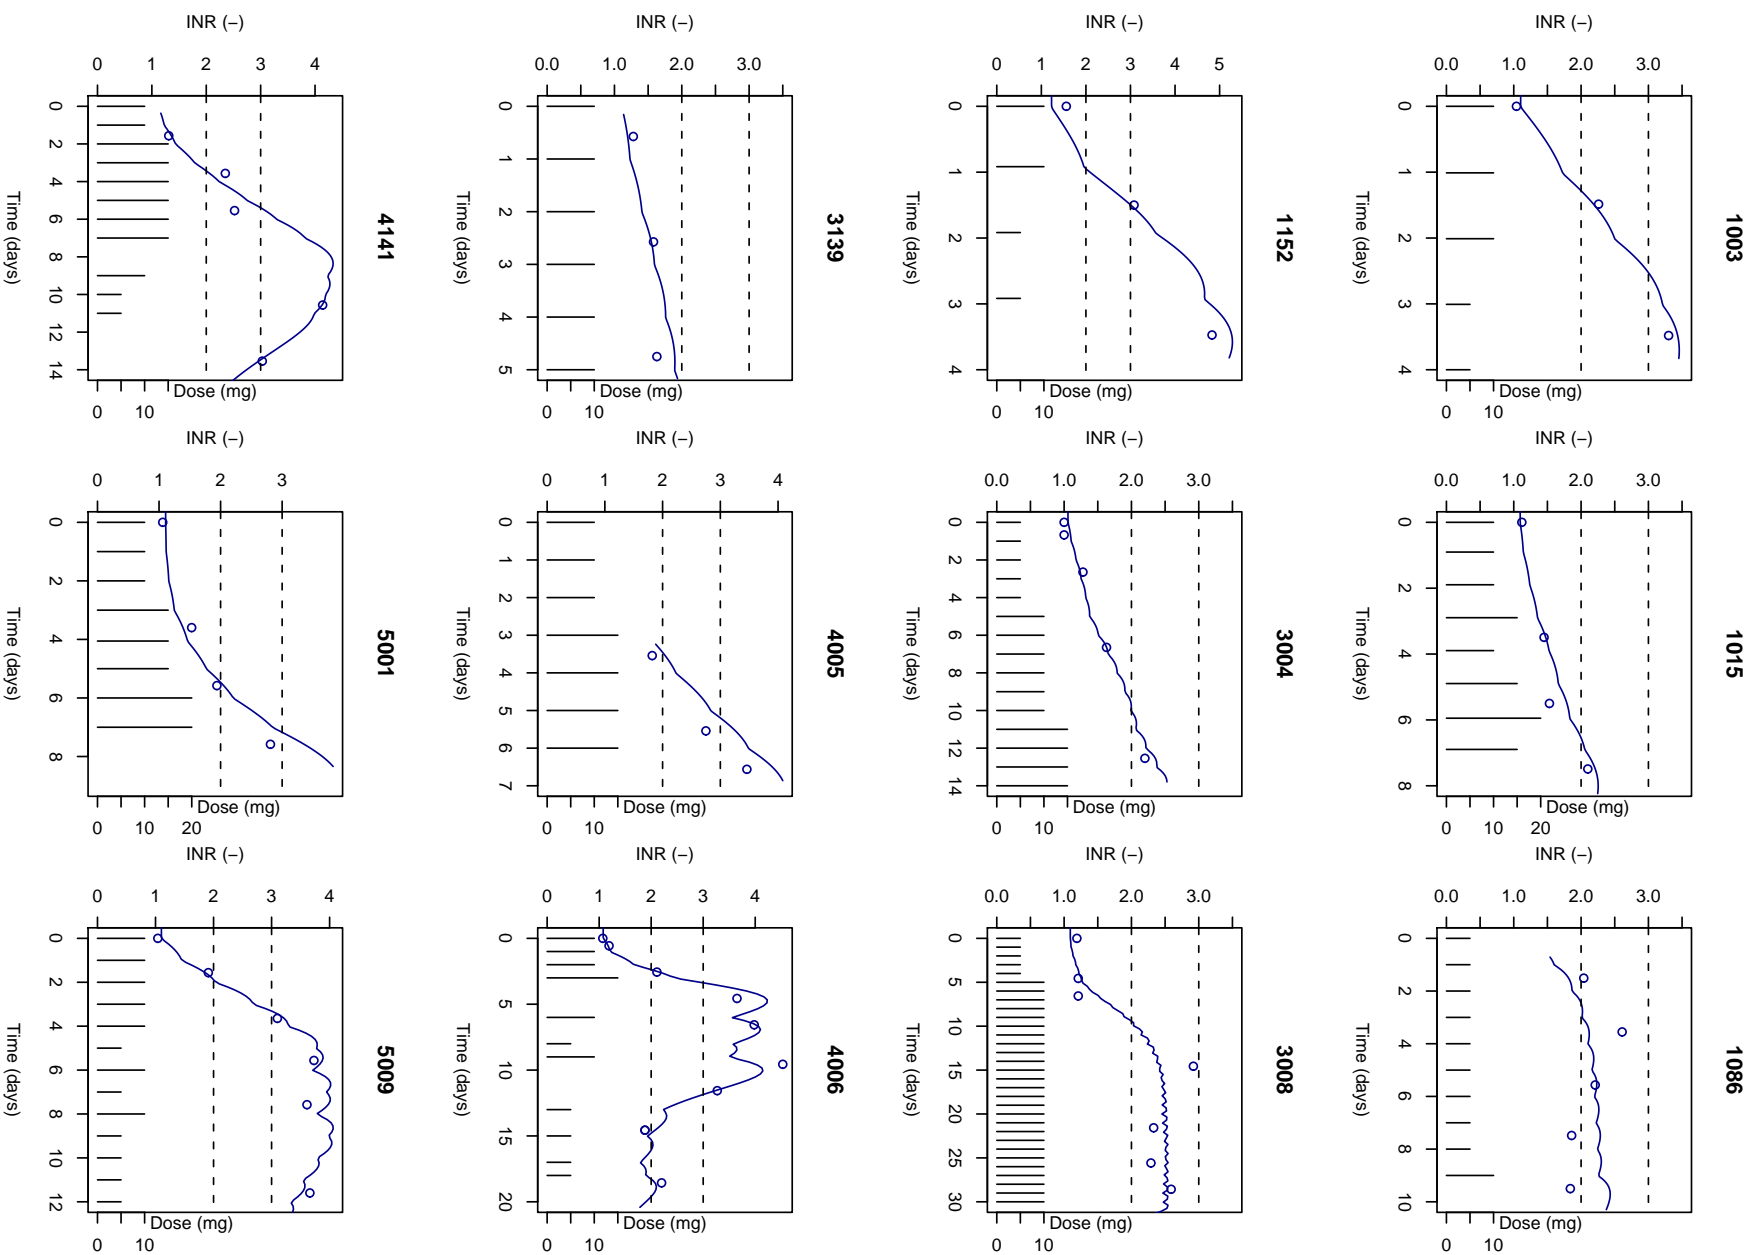 1003
INR (–)
0.0 1.0 2.0 3.0
0 1 2 3 4
Time (days)
Dose (mg)
0 10
1015
INR (–)
0.0 1.0 2.0 3.0
0 2 4 6 8
Time (days)
Dose (mg)
0 10 20
1086
INR (–)
0.0 1.0 2.0 3.0
0 2 4 6 8 10
Time (days)
Dose (mg)
0 10
1152
INR (–)
0 1 2 3 4 5
0 1 2 3 4
Time (days)
Dose (mg)
0 10
3004
INR (–)
0.0 1.0 2.0 3.0
0 2 4 6 8 10 12 14
Time (days)
Dose (mg)
0 10
3008
INR (–)
0.0 1.0 2.0 3.0
0 5 10 15 20 25 30
Time (days)
Dose (mg)
0 10
3139
INR (–)
0.0 1.0 2.0 3.0
0 1 2 3 4 5
Time (days)
Dose (mg)
0 10
4005
INR (–)
0 1 2 3 4
0 1 2 3 4 5 6 7
Time (days)
Dose (mg)
0 10
4006
INR (–)
0 1 2 3 4
0 5 10 15 20
Time (days)
Dose (mg)
0 10
4141
INR (–)
0 1 2 3 4
0 2 4 6 8 10 12 14
Time (days)
Dose (mg)
0 10
5001
INR (–)
0 1 2 3
0 2 4 6 8
Time (days)
Dose (mg)
0 10 20
5009
INR (–)
0 1 2 3 4
0 2 4 6 8 10 12
Time (days)
Dose (mg)
0 10